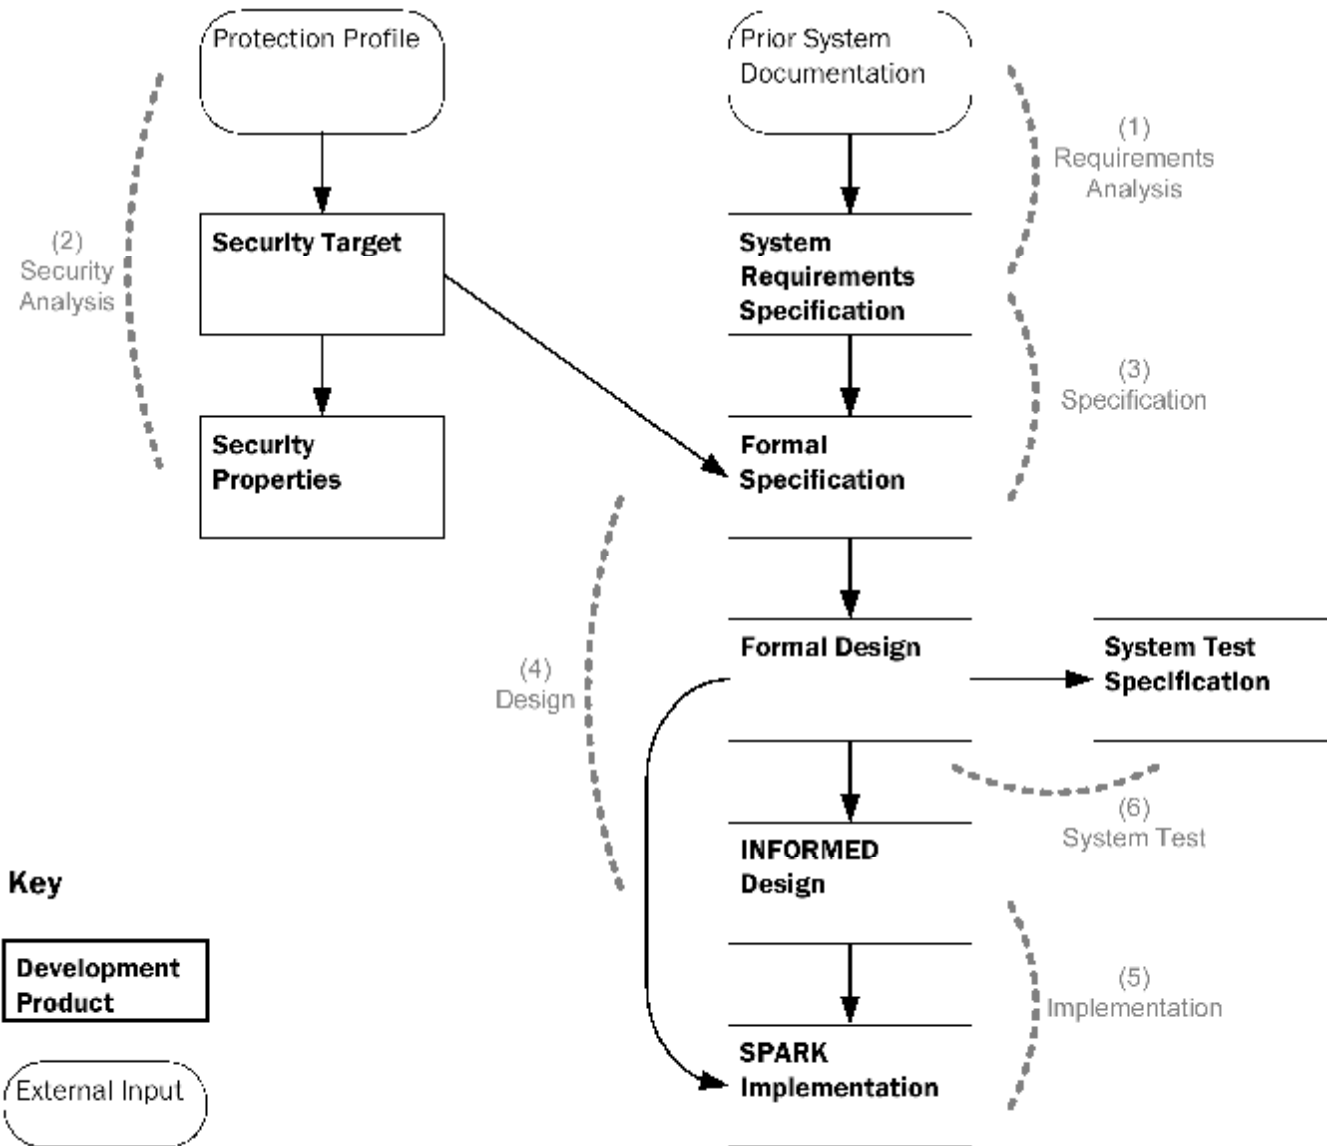 Protection Profile
Prior System
Documentation
(1)
Requirements
Analysis
(2)
Security
Analysis
Security Target
System
Requirements
Specification
(3)
Specification
Security
Properties
Formal
Specification
(4)
Design
Formal Design
System Test
Specification
(6)
System Test
INFORMED
Design
Key
Development
Product
External Input
(5)
Implementation
SPARK
Implementation